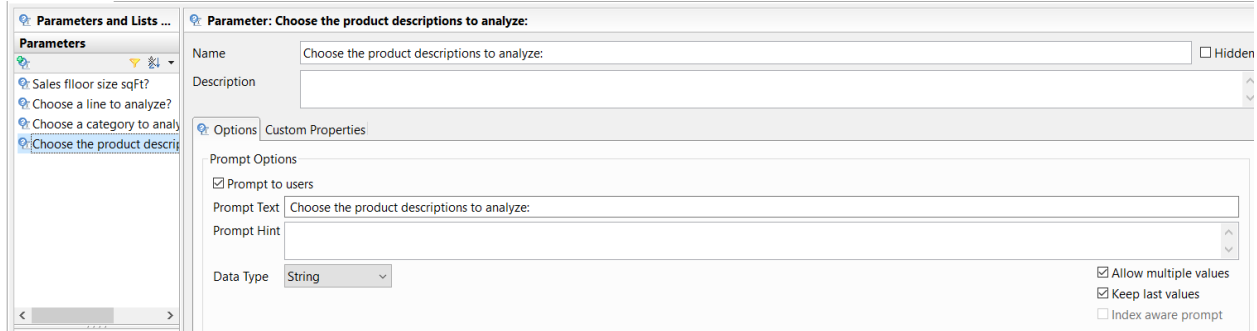 Parameters and Lists ...
Parameters
Sales flloor size sqFt?
Choose a line to analyze?
Choose a category to analy
Choose the product descrip
Parameter: Choose the product descriptions to analyze:
Name Choose the product descriptions to analyze: Hidden
Description
Options Custom Properties
Prompt Options
Prompt to users
Prompt Text Choose the product descriptions to analyze:
Prompt Hint
Data Type String
Allow multiple values
Keep last values
Index aware prompt